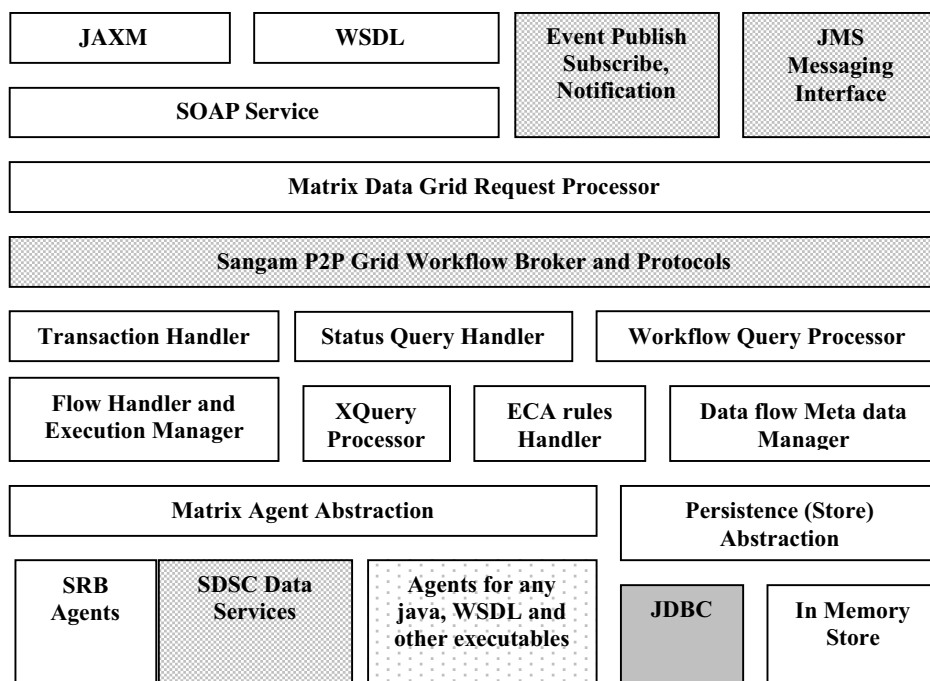 JAXM
WSDL
Event Publish
Subscribe,
Notification
JMS
Messaging
Interface
SOAP Service
Matrix Data Grid Request Processor
Sangam P2P Grid Workflow Broker and Protocols
Transaction Handler
Status Query Handler
Workflow Query Processor
Flow Handler and
Execution Manager
XQuery
Processor
ECA rules
Handler
Data flow Meta data
Manager
Matrix Agent Abstraction
Persistence (Store)
Abstraction
SRB
Agents
SDSC Data
Services
Agents for any
java, WSDL and
other executables
JDBC
In Memory
Store